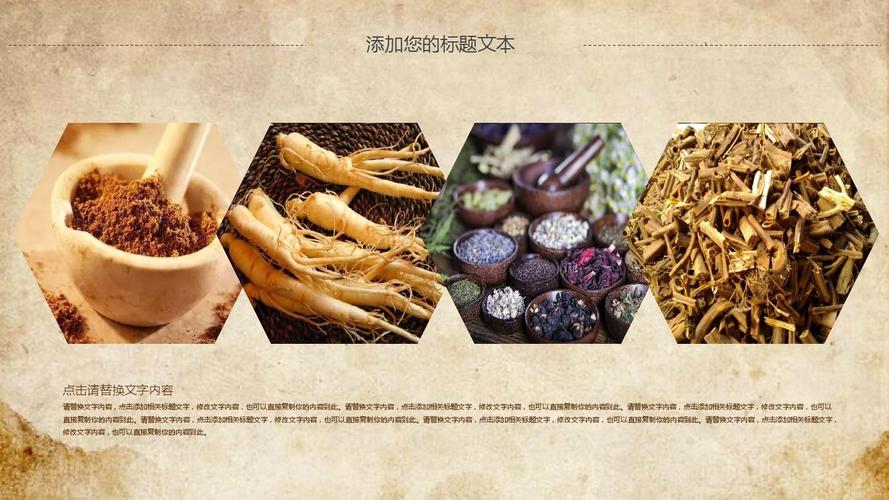 添加您的标题文本
点击请替换文字内容
请替换文字内容，点击添加相关标题文字，修改文字内容，也可以直接复制你的内容到此。请替换文字内容，点击添加相关标题文字，修改文字内容，也可以直接复制你的内容到此。请替换文字内容，点击添加相关标题文字，修改文字内容，也可以
直接复制你的内容到此。请替换文字内容，点击添加相关标题文字，修改文字内容，也可以直接复制你的内容到此。请替换文字内容，点击添加相关标题文字，修改文字内容，也可以直接复制你的内容到此。请替换文字内容，点击添加相关标题文字，
修改文字内容，也可以直接复制你的内容到此。